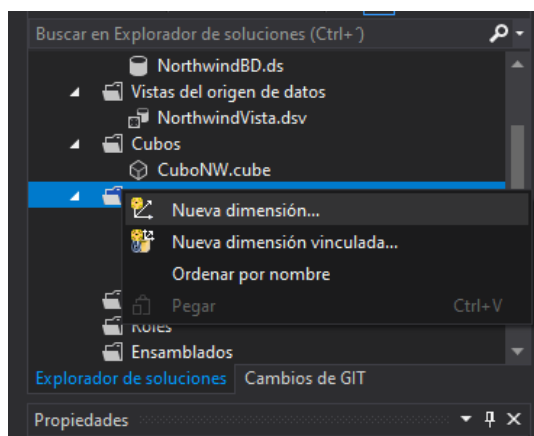 Buscar en Explorador de soluciones (Ctrl+´)
NorthwindBD.ds
Vistas del origen de datos
NorthwindVista.dsv
Cubos
CuboNW.cube
Nueva dimensión...
Nueva dimensión vinculada...
Ordenar por nombre
Pegar Ctrl+V
Roles
Ensamblados
Explorador de soluciones Cambios de GIT
Propiedades